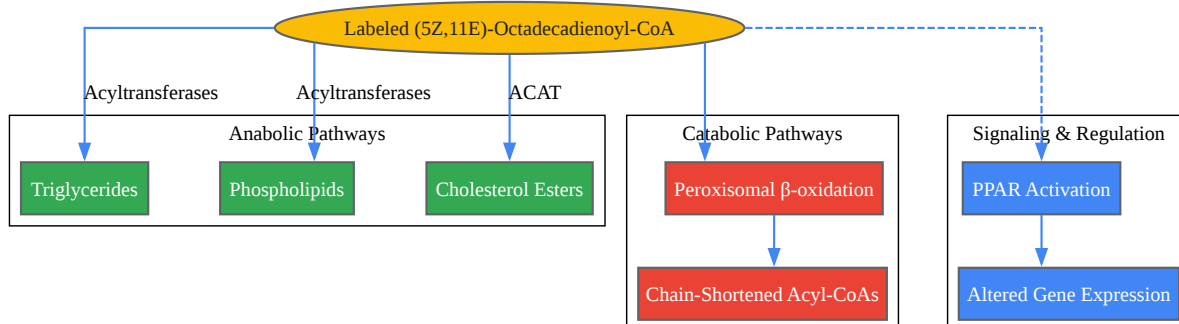 Labeled (5Z,11E)-Octadecadienoyl-CoA
Acyltransferases
Acyltransferases
ACAT
Anabolic Pathways
Catabolic Pathways
Signaling & Regulation
Triglycerides
Phospholipids
Cholesterol Esters
Peroxisomal β-oxidation
PPAR Activation
Chain-Shortened Acyl-CoAs
Altered Gene Expression